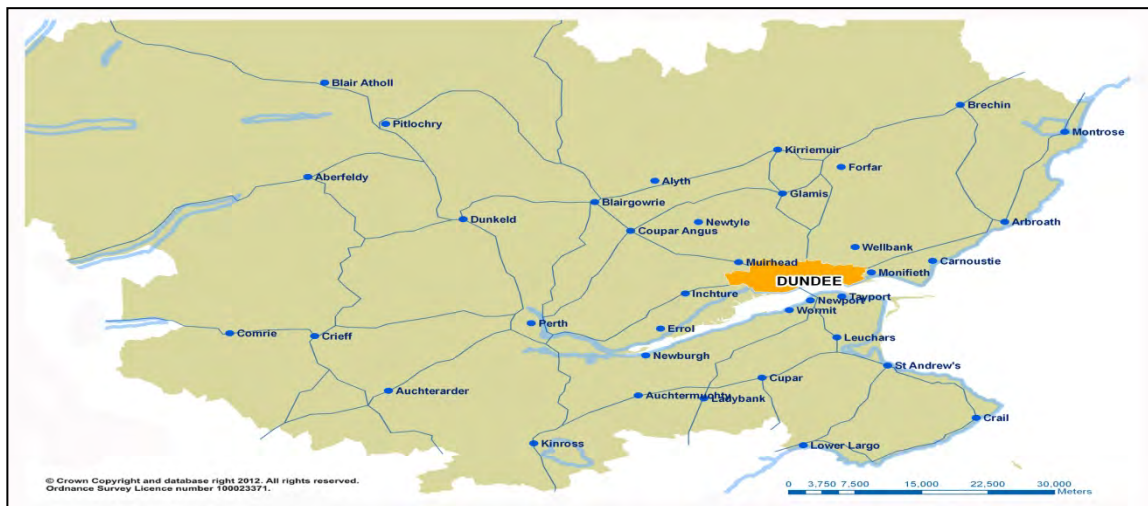 Blair Atholl
Brechin
Pitlochry
Montrose
Kirriemuir
Forfar
Aberfeldy
Alyth
Glamis
Blairgowrie
Dunkeld
Newtyle
Arbroath
Coupar Angus
Wellbank
Muirhead
Carnoustie
Monifieth
DUNDEE
Inchture
Tayport
Newport
Wormit
Perth
Errol
Comrie
Crieff
Leuchars
Newburgh
St Andrew's
Cupar
Auchterarder
Auchtermuchty
Ladybank
Crail
Kinross
Lower Largo
© Crown Copyright and database right 2012. All rights reserved.
Ordnance Survey Licence number 100023371.
0 3,750 7,500 15,000 22,500 30,000
Meters